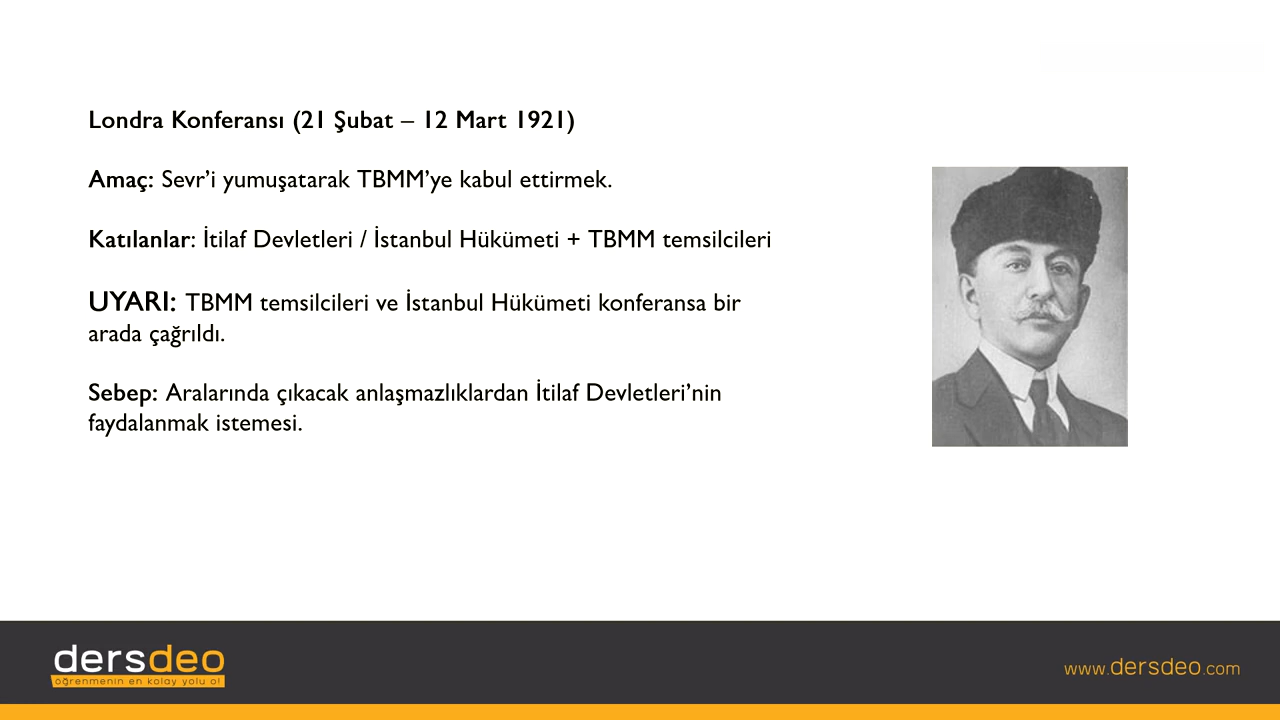 Londra Konferansı (21 Şubat – 12 Mart 1921)
Amaç: Sevr’i yumuşatarak TBMM’ye kabul ettirmek.
Katılanlar: İtilaf Devletleri / İstanbul Hükümeti + TBMM temsilcileri
UYARI: TBMM temsilcileri ve İstanbul Hükümeti konferansa bir
arada çağrıldı.
Sebep: Aralarında çıkacak anlaşmazlıklardan İtilaf Devletleri’nin
faydalanmak istemesi.
dersdeo
öğrenmenin en kolay yolu o!
www.dersdeo.com